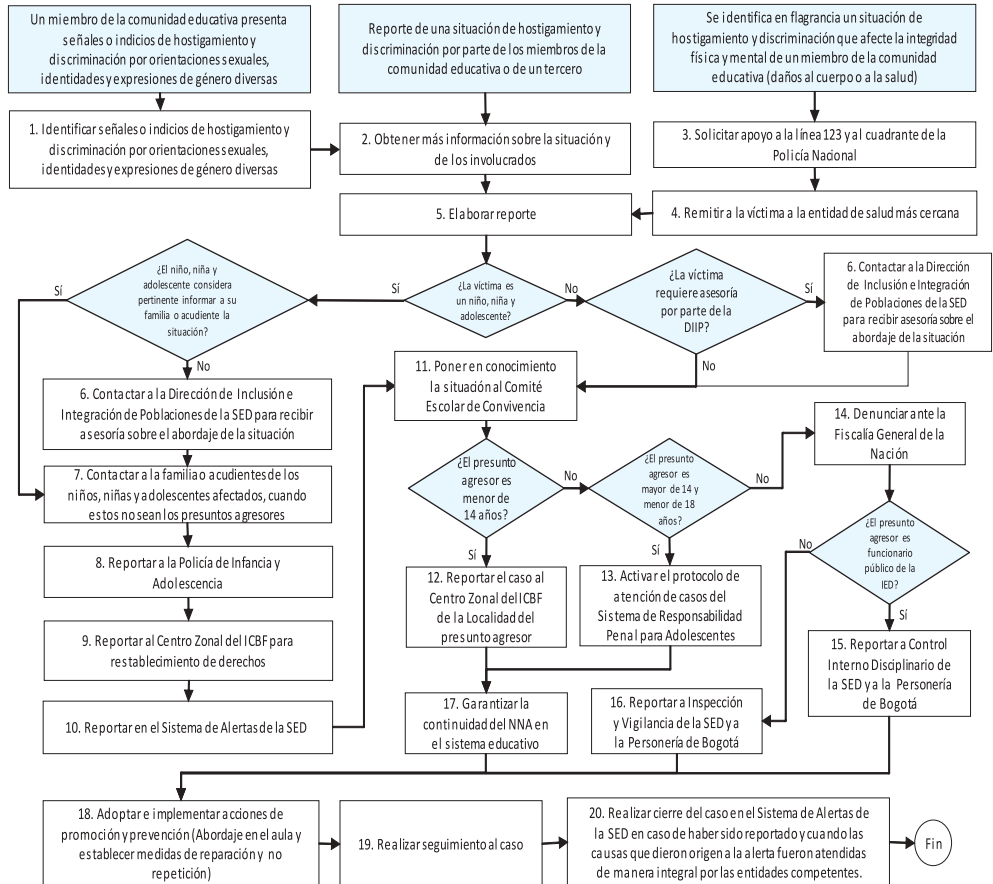 Un miembro de la comunidad educativa presenta
señales o indicios de hostigamiento y
discriminación por orientaciones sexuales,
identidades y expresiones de género diversas
Reporte de una situación de hostigamiento y
discriminación por parte de los miembros de la
comunidad educativa o de un tercero
Se identifica en flagrancia un situación de
hostigamiento y discriminación que afecte la integridad
física y mental de un miembro de la comunidad
educativa (daños al cuerpo o a la salud)
1. Identificar señales o indicios de hostigamiento y
discriminación por orientaciones sexuales,
identidades y expresiones de género diversas
2. Obtener más información sobre la situación y
de los involucrados
3. Solicitar apoyo a la línea 123 y al cuadrante de la
Policía Nacional
5. Elaborar reporte
4. Remitir a la víctima a la entidad de salud más cercana
¿El niño, niña y
adolescente considera
pertinente informar a su
familia o acudiente la
situación?
Sí
No
Sí
¿La víctima es
un niño, niña y
adolescente?
No
¿La víctima
requiere asesoría
por parte de la
DIIP?
Sí
No
6. Contactar a la Dirección
de Inclusión e Integración
de Poblaciones de la SED
para recibir asesoría sobre el
abordaje de la situación
6. Contactar a la Dirección de Inclusión e
Integración de Poblaciones de la SED para recibir
asesoría sobre el abordaje de la situación
11. Poner en conocimiento
la situación al Comité
Escolar de Convivencia
14. Denunciar ante la
Fiscalía General de la
Nación
7. Contactar a la familia o acudientes de los
niños, niñas y adolescentes afectados, cuando
estos no sean los presuntos agresores
¿El presunto
agresor es
menor de
14 años?
No
Sí
¿El presunto
agresor es
mayor de 14 y
menor de 18
años?
No
Sí
¿El presunto
agresor es
funcionario
público de la
IED?
No
Sí
8. Reportar a la Policía de Infancia y
Adolescencia
12. Reportar el caso al
Centro Zonal del ICBF
de la Localidad del
presunto agresor
13. Activar el protocolo de
atención de casos del
Sistema de Responsabilidad
Penal para Adolescentes
9. Reportar al Centro Zonal del ICBF para
restablecimiento de derechos
15. Reportar a Control
Interno Disciplinario de
la SED y a la Personería
de Bogotá
10. Reportar en el Sistema de Alertas de la SED
17. Garantizar la
continuidad del NNA en
el sistema educativo
16. Reportar a Inspección
y Vigilancia de la SED y a
la Personería de Bogotá
18. Adoptar e implementar acciones de
promoción y prevención (Abordaje en el aula y
establecer medidas de reparación y no
repetición)
19. Realizar seguimiento al caso
20. Realizar cierre del caso en el Sistema de Alertas de
la SED en caso de haber sido reportado y cuando las
causas que dieron origen a la alerta fueron atendidas
de manera integral por las entidades competentes.
Fin